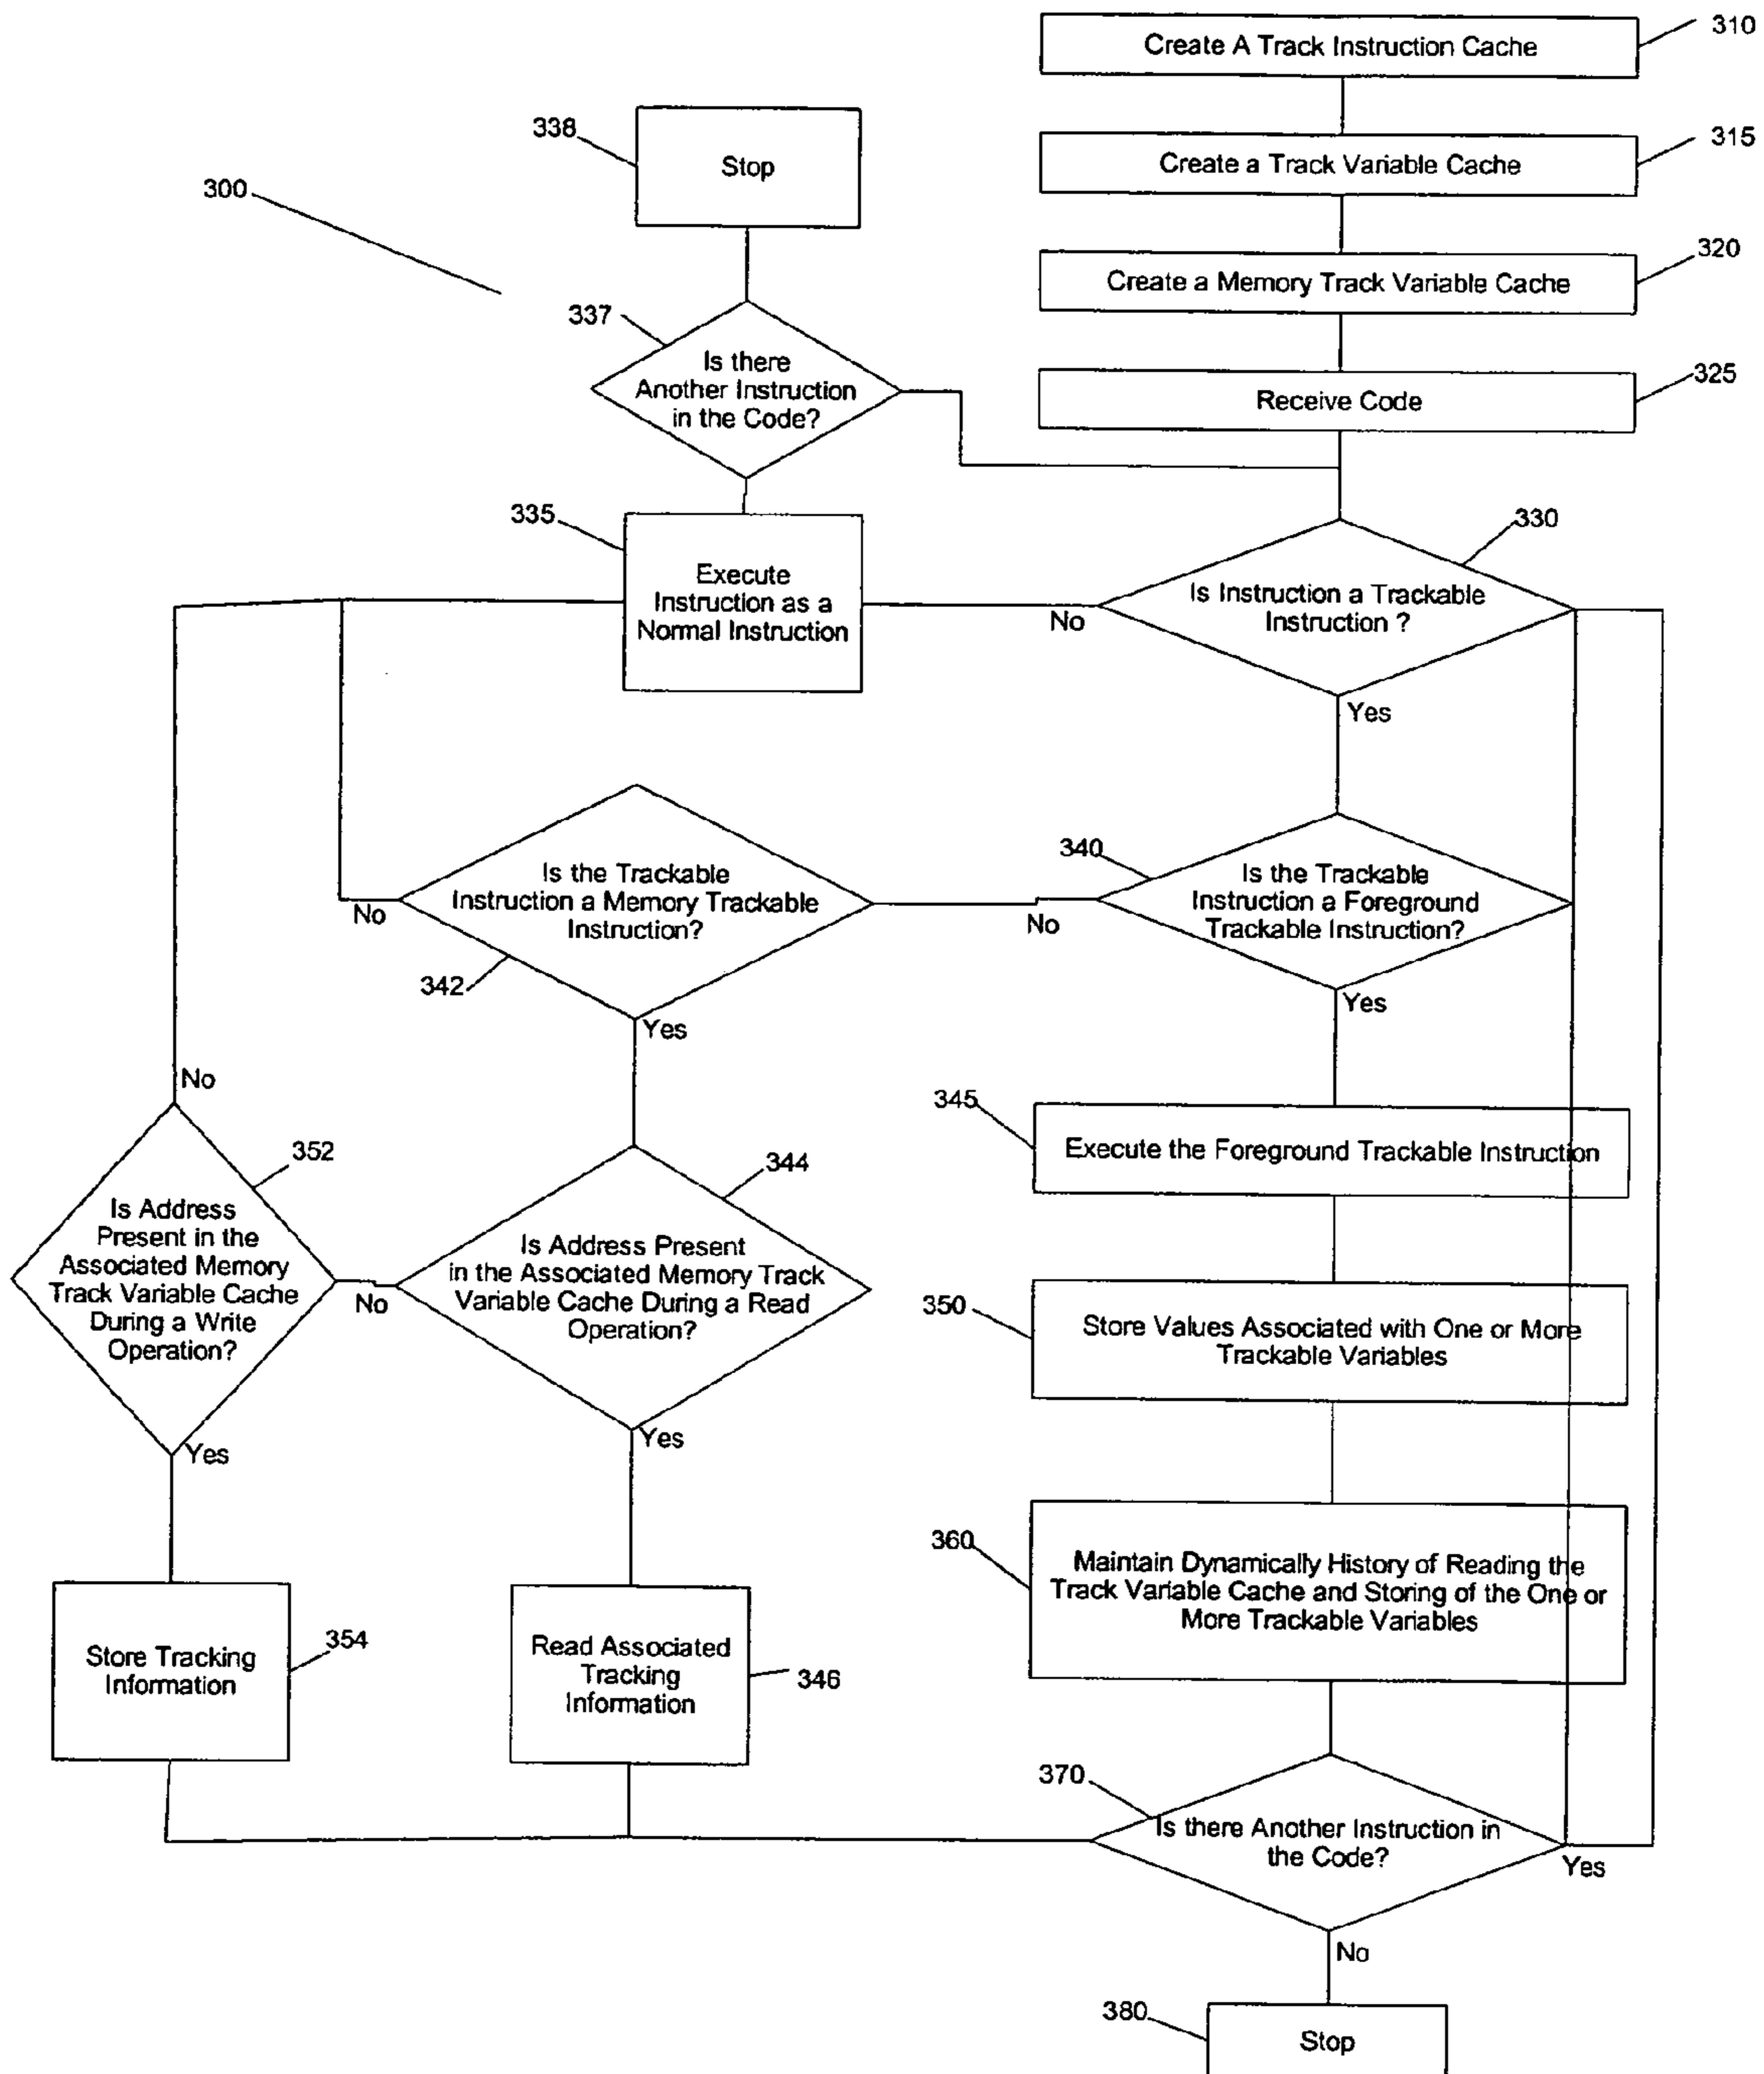 310
Create A Track Instruction Cache
338
Stop
315
Create a Track Variable Cache
300
320
Create a Memory Track Variable Cache
337
Is there
Another Instruction
in the Code?
325
Receive Code
335
Execute
Instruction as a
Normal Instruction
330
Is Instruction a Trackable
Instruction ?
No
Yes
340
Is the Trackable
Instruction a Foreground
Trackable Instruction?
No
Yes
Is the Trackable
Instruction a Memory Trackable
Instruction?
No
342
Yes
345
Execute the Foreground Trackable Instruction
No
352
Is Address
Present in the
Associated Memory
Track Variable Cache
During a Write
Operation?
Yes
344
Is Address Present
in the Associated Memory Track
Variable Cache During a Read
Operation?
No
Yes
350
Store Values Associated with One or More
Trackable Variables
360
Maintain Dynamically History of Reading the
Track Variable Cache and Storing of the One or
More Trackable Variables
Store Tracking
Information
354
Read Associated
Tracking
Information
346
370
Is there Another Instruction in
the Code?
Yes
No
380
Stop